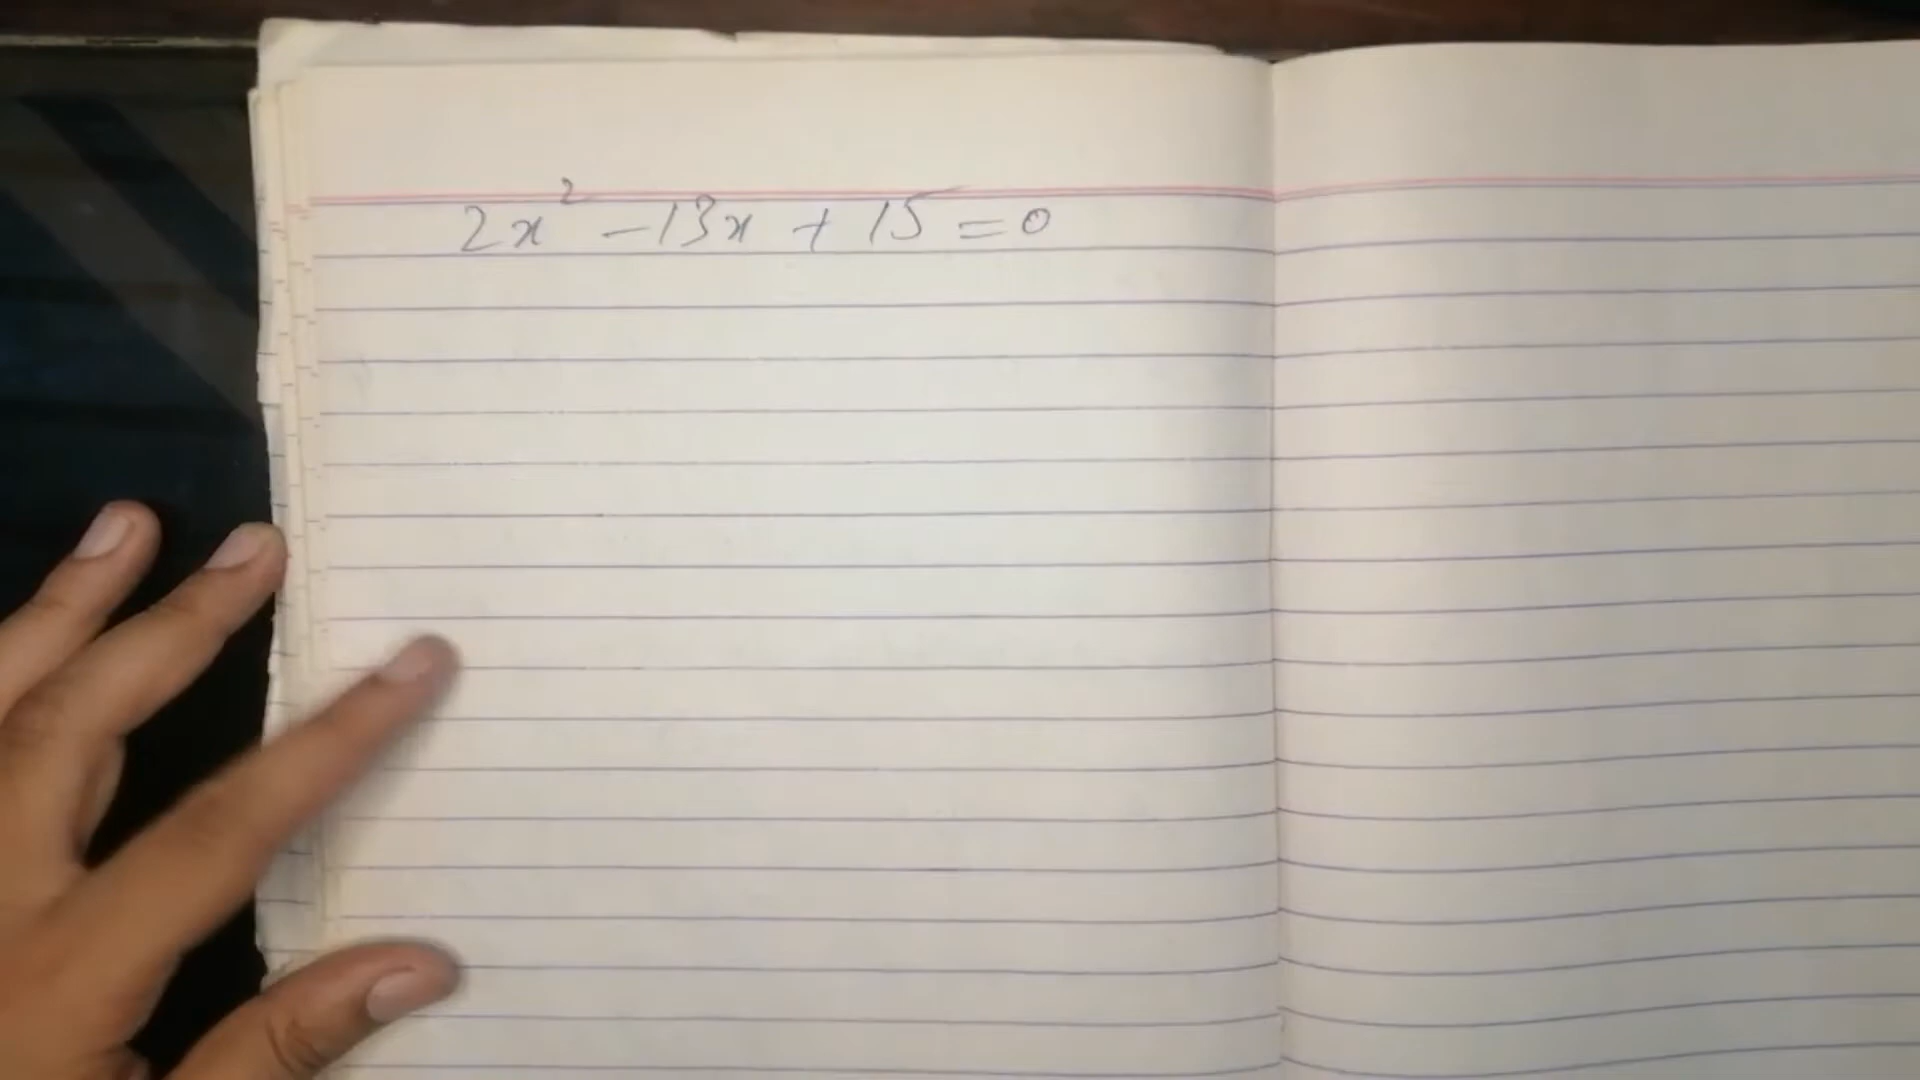 2x² - 13x + 15 = 0